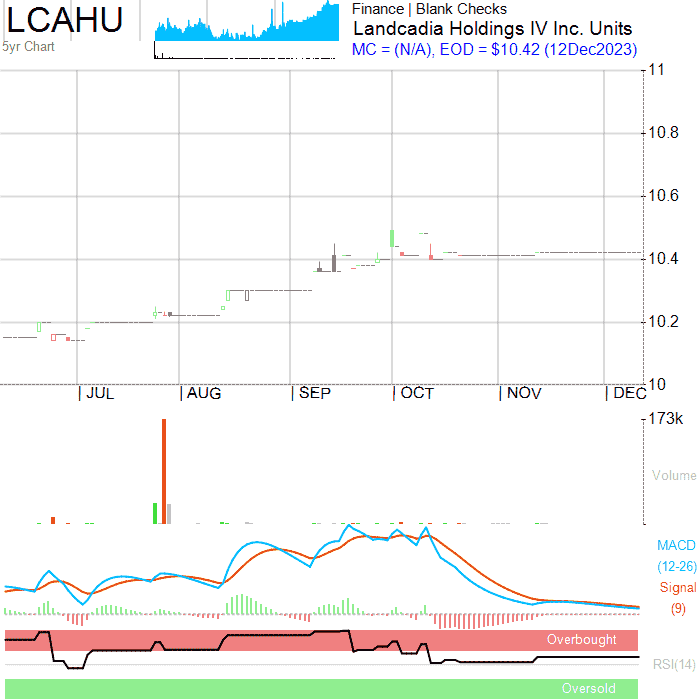 LCAHU
5yr Chart
Finance | Blank Checks
Landcadia Holdings IV Inc. Units
MC = (N/A), EOD = $10.42 (12Dec2023)
11
10.8
10.6
10.4
10.2
10
| JUL | AUG | SEP | OCT | NOV | DEC
173k
Volume
MACD
(12-26)
Signal
(9)
Overbought
RSI(14)
Oversold